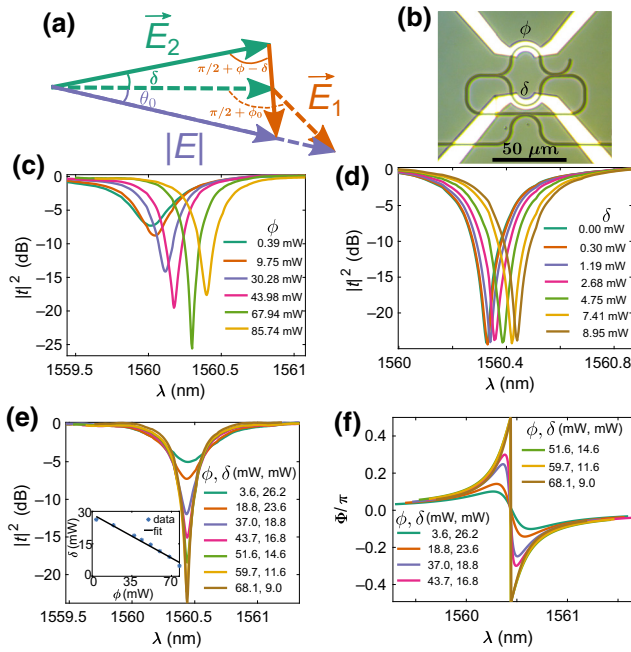 (a)
E₂
π/2 + ϕ − δ
δ
θ₀
π/2 + ϕ₀
E₁
|E|
(b)
ϕ
δ
50 μm
(c)
0
−5
−10
−15
−20
−25
|t|² (dB)
1559.5
1560
1560.5
1561
λ (nm)
ϕ
0.39 mW
9.75 mW
30.28 mW
43.98 mW
67.94 mW
85.74 mW
(d)
0
−5
−10
−15
−20
|t|² (dB)
1560
1560.4
1560.8
λ (nm)
δ
0.00 mW
0.30 mW
1.19 mW
2.68 mW
4.75 mW
7.41 mW
8.95 mW
(e)
0
−5
−10
−15
−20
|t|² (dB)
1559.5
1560
1560.5
1561
λ (nm)
ϕ, δ (mW, mW)
3.6, 26.2
18.8, 23.6
37.0, 18.8
43.7, 16.8
51.6, 14.6
59.7, 11.6
68.1, 9.0
30
15
0
δ (mW)
data
fit
0
35
70
ϕ (mW)
(f)
0.4
0.2
0
−0.2
−0.4
Φ/π
1560
1561
λ (nm)
ϕ, δ (mW, mW)
51.6, 14.6
59.7, 11.6
68.1, 9.0
ϕ, δ (mW, mW)
3.6, 26.2
18.8, 23.6
37.0, 18.8
43.7, 16.8